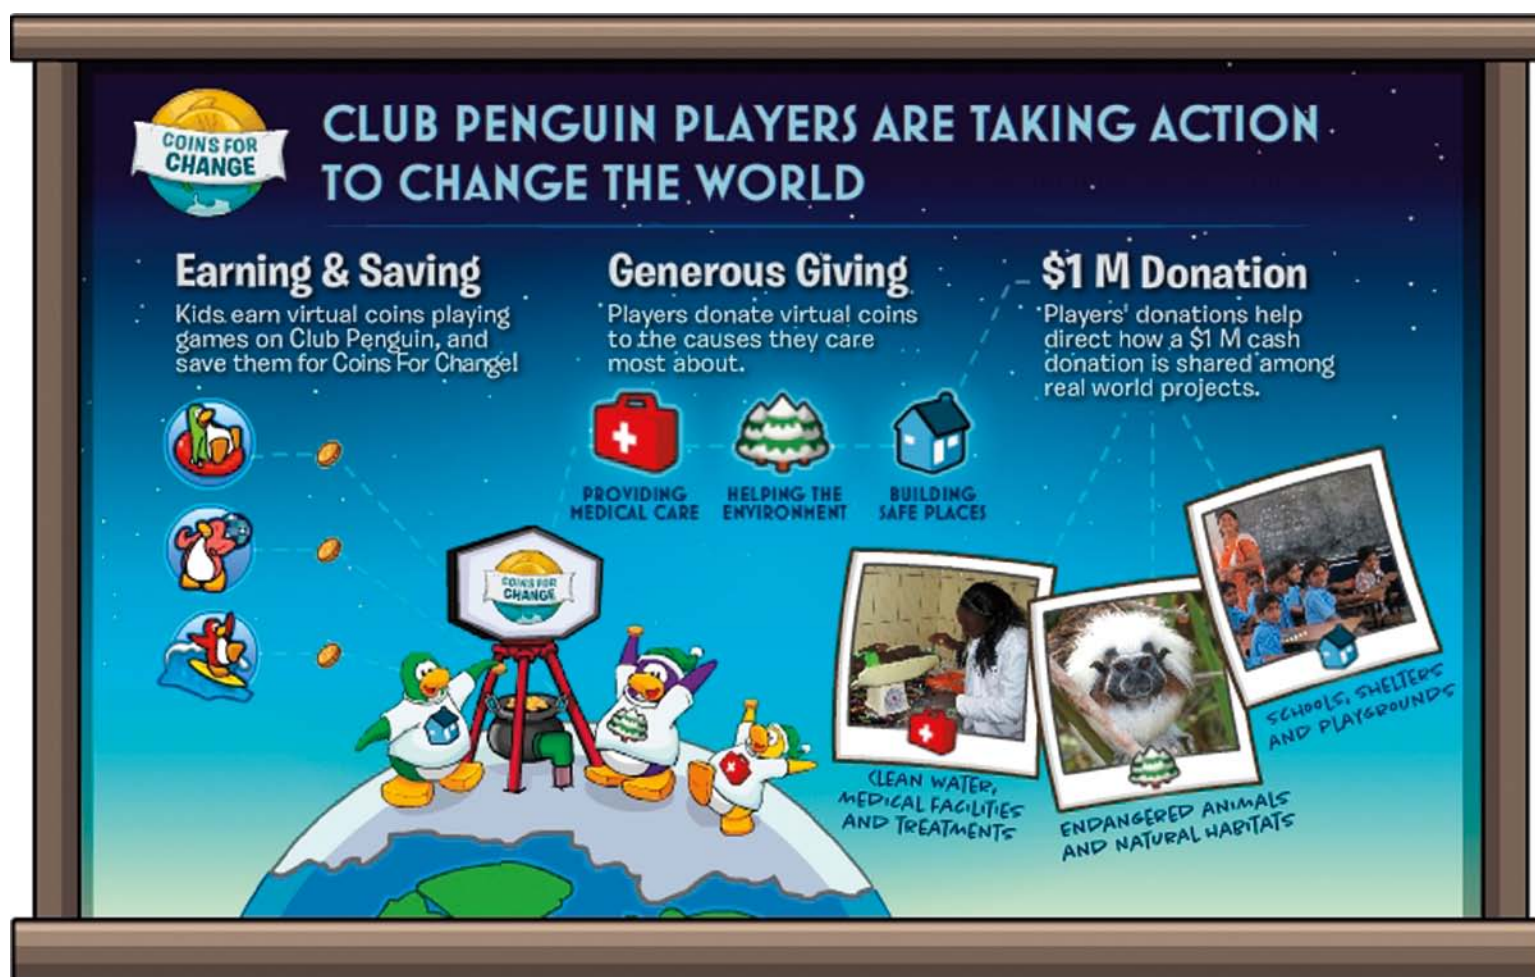 COINS FOR
CHANGE
CLUB PENGUIN PLAYERS ARE TAKING ACTION
TO CHANGE THE WORLD
Earning & Saving
Kids earn virtual coins playing
games on Club Penguin, and
save them for Coins For Change!
Generous Giving
Players donate virtual coins
to the causes they care
most about.
PROVIDING
MEDICAL CARE
HELPING THE
ENVIRONMENT
BUILDING
SAFE PLACES
$1 M Donation
Players' donations help
direct how a $1 M cash
donation is shared among
real world projects.
COINS FOR
CHANGE
CLEAN WATER,
MEDICAL FACILITIES
AND TREATMENTS
ENDANGERED ANIMALS
AND NATURAL HABITATS
SCHOOLS, SHELTERS
AND PLAYGROUNDS